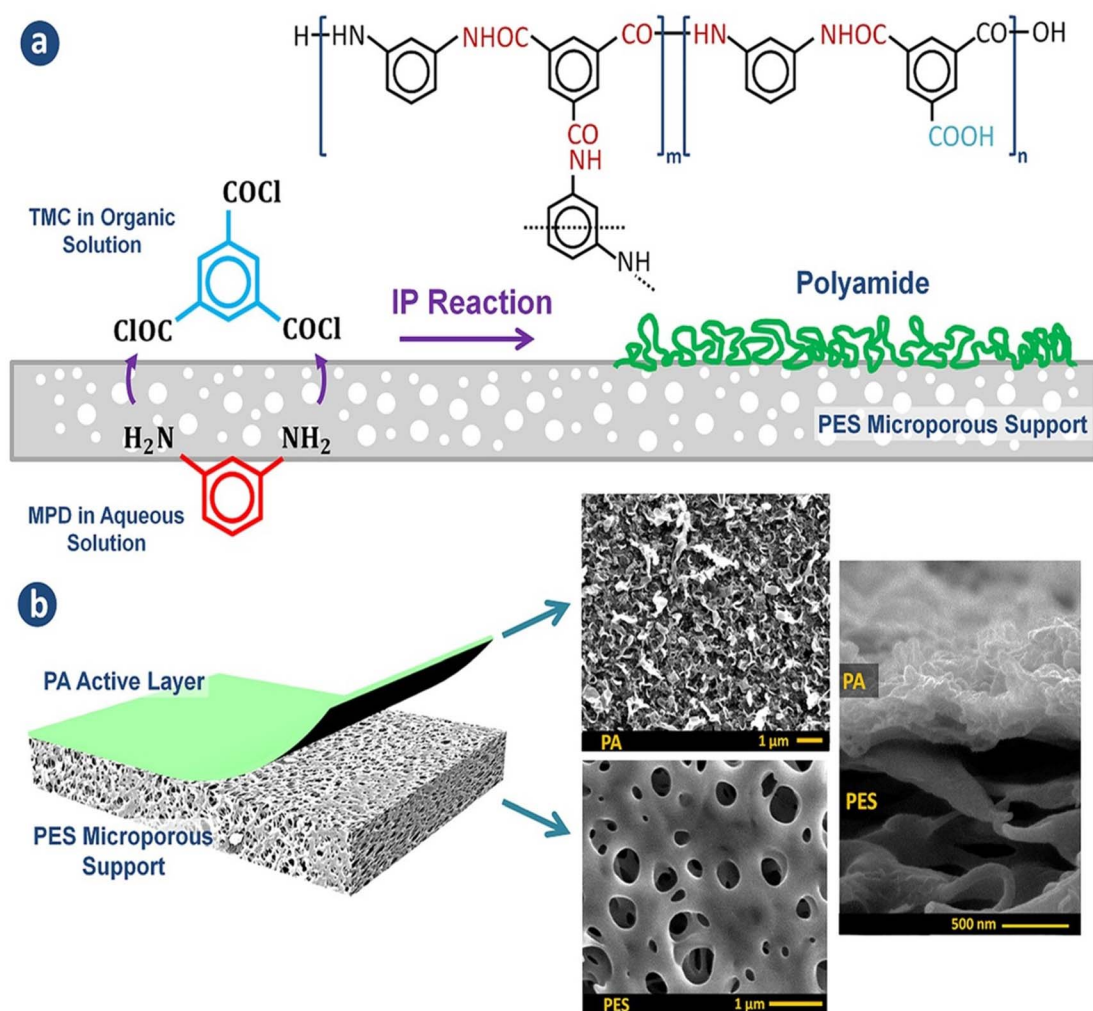 a
H
HN
NHOC
CO
HN
NHOC
CO
OH
COOH
CO
NH
m
n
NH
TMC in Organic
Solution
COCl
ClOC
COCl
IP Reaction
Polyamide
H2N
NH2
PES Microporous Support
MPD in Aqueous
Solution
b
PA Active Layer
PES Microporous
Support
PA
1 µm
PES
1 µm
PA
PES
500 nm